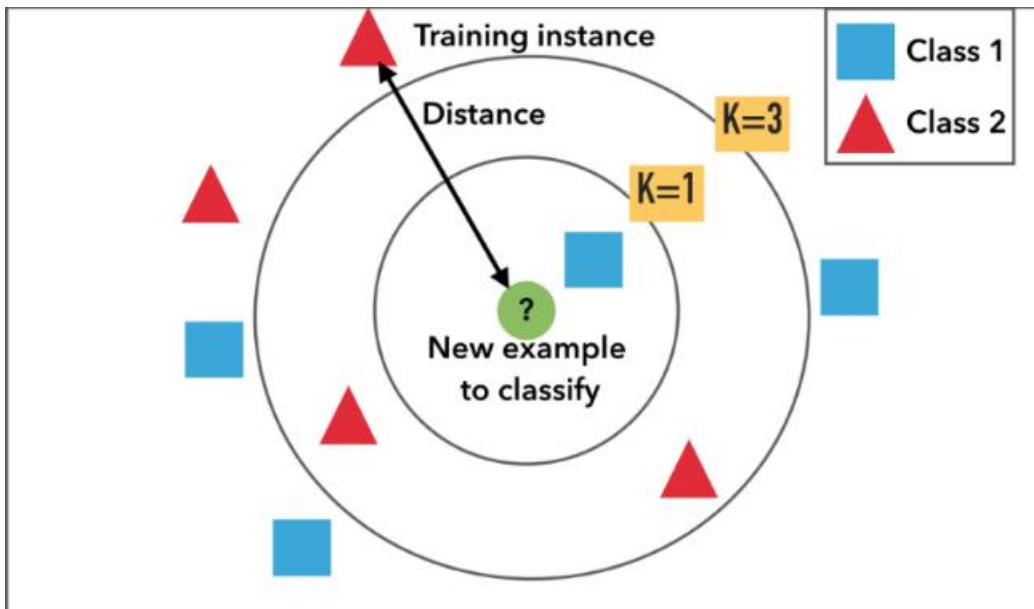 Training instance
Distance
K=3
K=1
Class 1
Class 2
?
New example
to classify